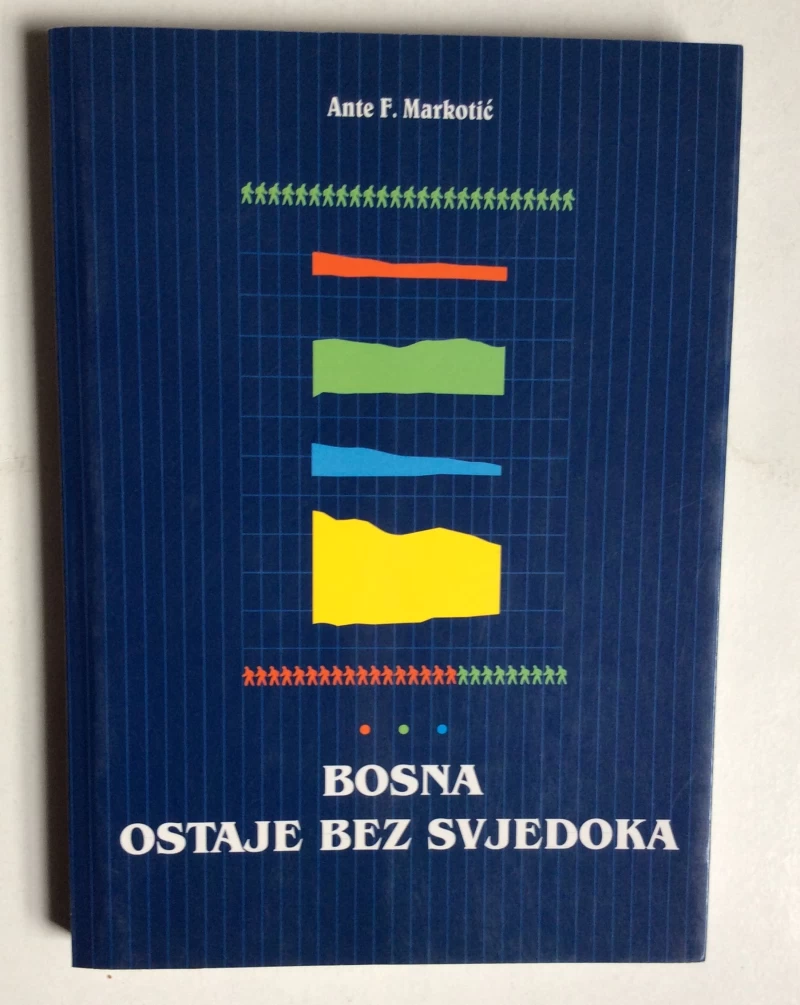 Ante F. Markotić
BOSNA
OSTAJE BEZ SVJEDOKA